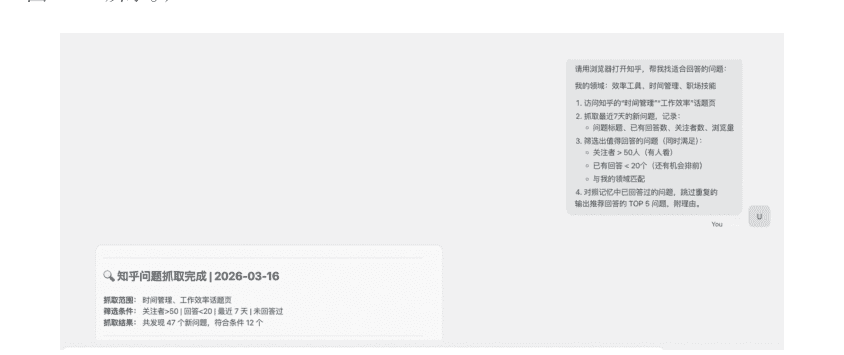 请用浏览器打开知乎，帮我找适合回答的问题：
我的领域：效率工具、时间管理、职场技能
1. 访问知乎的“时间管理”“工作效率”话题页
2. 抓取最近7天的新问题，记录：
◦ 问题标题、已有回答数、关注者数、浏览量
3. 筛选出值得回答的问题（同时满足）：
◦ 关注者 > 50人（有人看）
◦ 已有回答 < 20个（还有机会排前）
◦ 与我的领域匹配
4. 对照记忆中已回答过的问题，跳过重复的
输出推荐回答的 TOP 5 问题，附理由。
U
You
知乎问题抓取完成 | 2026-03-16
抓取范围： 时间管理、工作效率话题页
筛选条件： 关注者>50 | 回答<20 | 最近 7 天 | 未回答过
抓取结果： 共发现 47 个新问题，符合条件 12 个